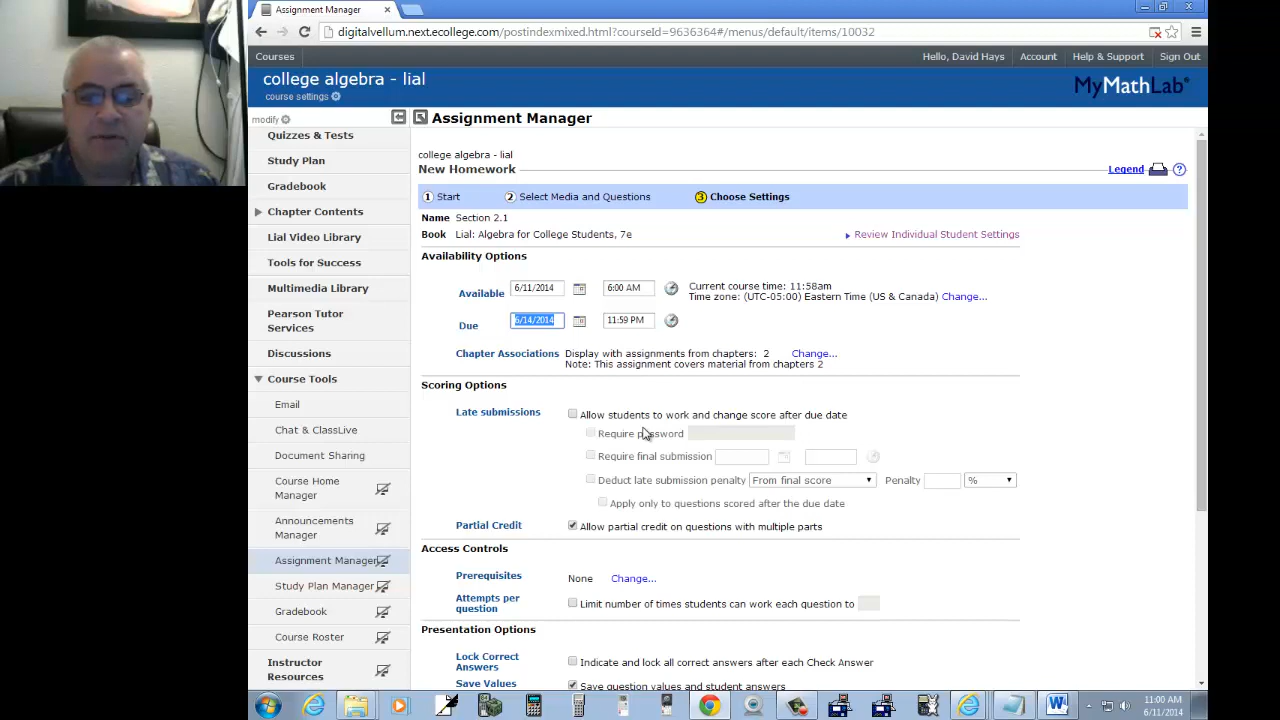 Assignment Manager
digitalvellum.next.ecollege.com/postindexmixed.html?courseId=9636364#/menus/default/items/10032
Courses
Hello, David Hays
Account
Help & Support
Sign Out
college algebra - lial
course settings
MyMathLab®
modify
Quizzes & Tests
Study Plan
Gradebook
Chapter Contents
Lial Video Library
Tools for Success
Multimedia Library
Pearson Tutor
Services
Discussions
Course Tools
Email
Chat & ClassLive
Document Sharing
Course Home
Manager
Announcements
Manager
Assignment Manager
Study Plan Manager
Gradebook
Course Roster
Instructor
Resources
Assignment Manager
college algebra - lial
New Homework
Legend
?
1 Start
2 Select Media and Questions
3 Choose Settings
Name Section 2.1
Book Lial: Algebra for College Students, 7e
Review Individual Student Settings
Availability Options
Available 6/11/2014 6:00 AM
Current course time: 11:58am
Time zone: (UTC-05:00) Eastern Time (US & Canada) Change...
Due 6/14/2014 11:59 PM
Chapter Associations Display with assignments from chapters: 2 Change...
Note: This assignment covers material from chapters 2
Scoring Options
Late submissions Allow students to work and change score after due date
Require password
Require final submission
Deduct late submission penalty From final score Penalty %
Apply only to questions scored after the due date
Partial Credit Allow partial credit on questions with multiple parts
Access Controls
Prerequisites None Change...
Attempts per
question
Limit number of times students can work each question to
Presentation Options
Lock Correct
Answers
Indicate and lock all correct answers after each Check Answer
Save Values Save question values and student answers
11:00 AM
6/11/2014